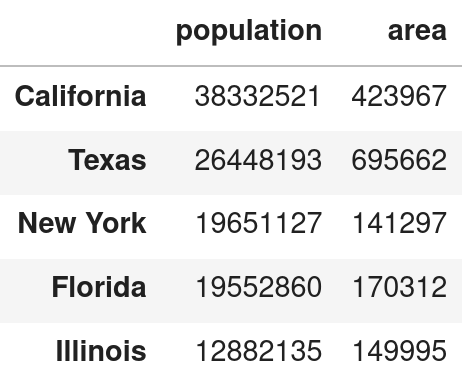 population area
California 38332521 423967
Texas 26448193 695662
New York 19651127 141297
Florida 19552860 170312
Illinois 12882135 149995